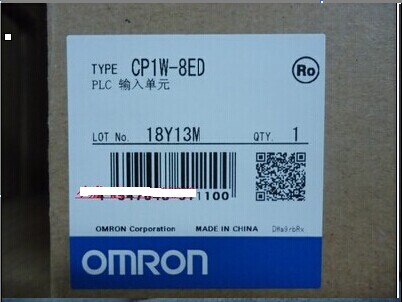 TYPE CP1W-8ED
PLC 输入单元
Ro
LOT No. 18Y13M QTY. 1
1100
OMRON Corporation MADE IN CHINA
OMRON